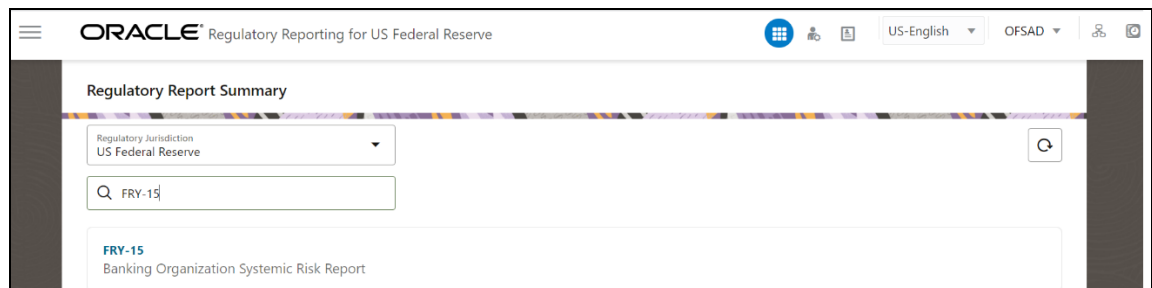 ORACLE® Regulatory Reporting for US Federal Reserve US-English OFSAD
Regulatory Report Summary
Regulatory Jurisdiction
US Federal Reserve
FRY-15
FRY-15
Banking Organization Systemic Risk Report